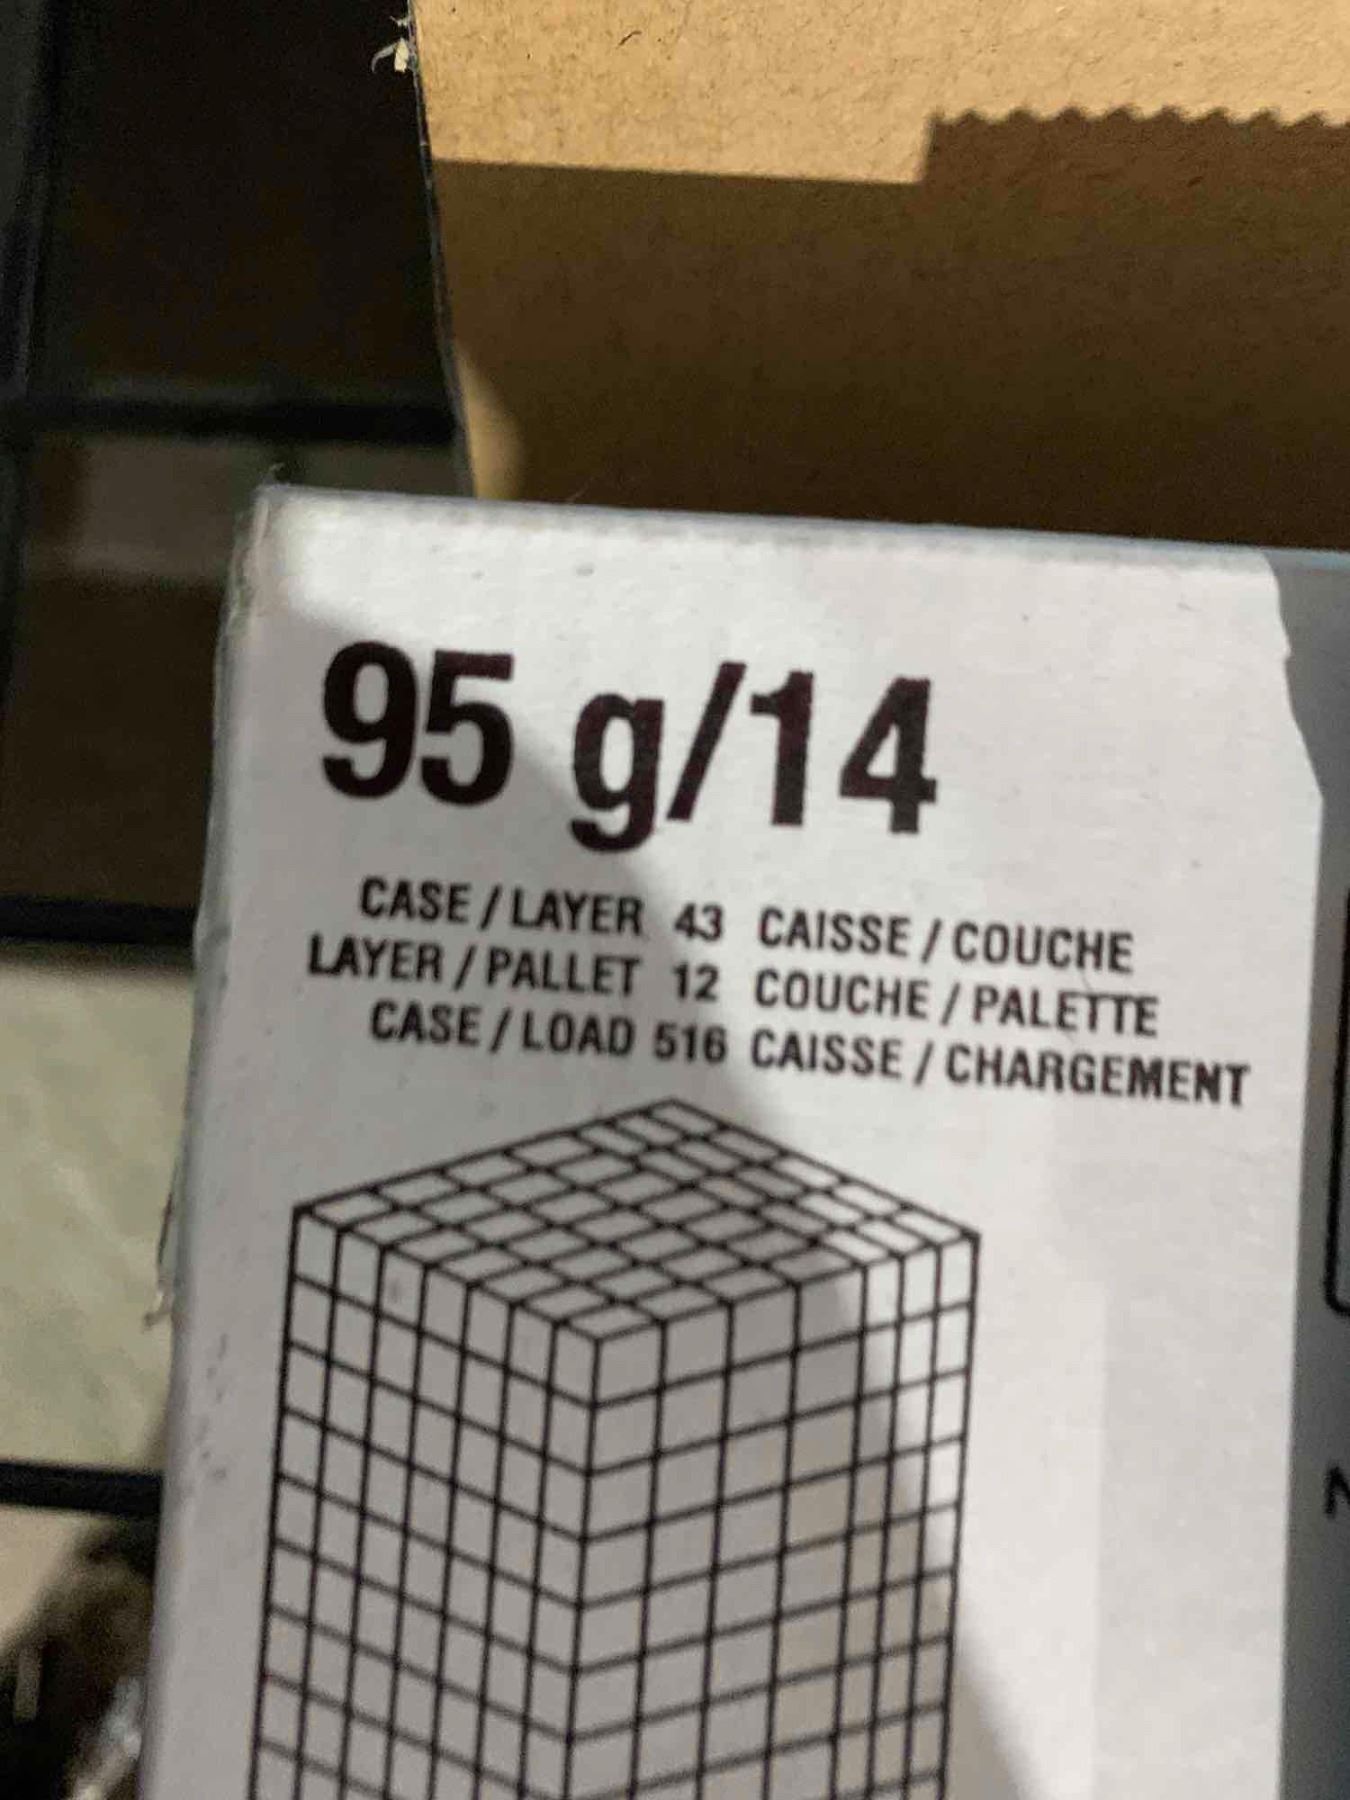 95 g/14
CASE / LAYER 43 CAISSE / COUCHE
LAYER / PALLET 12 COUCHE / PALETTE
CASE / LOAD 516 CAISSE / CHARGEMENT